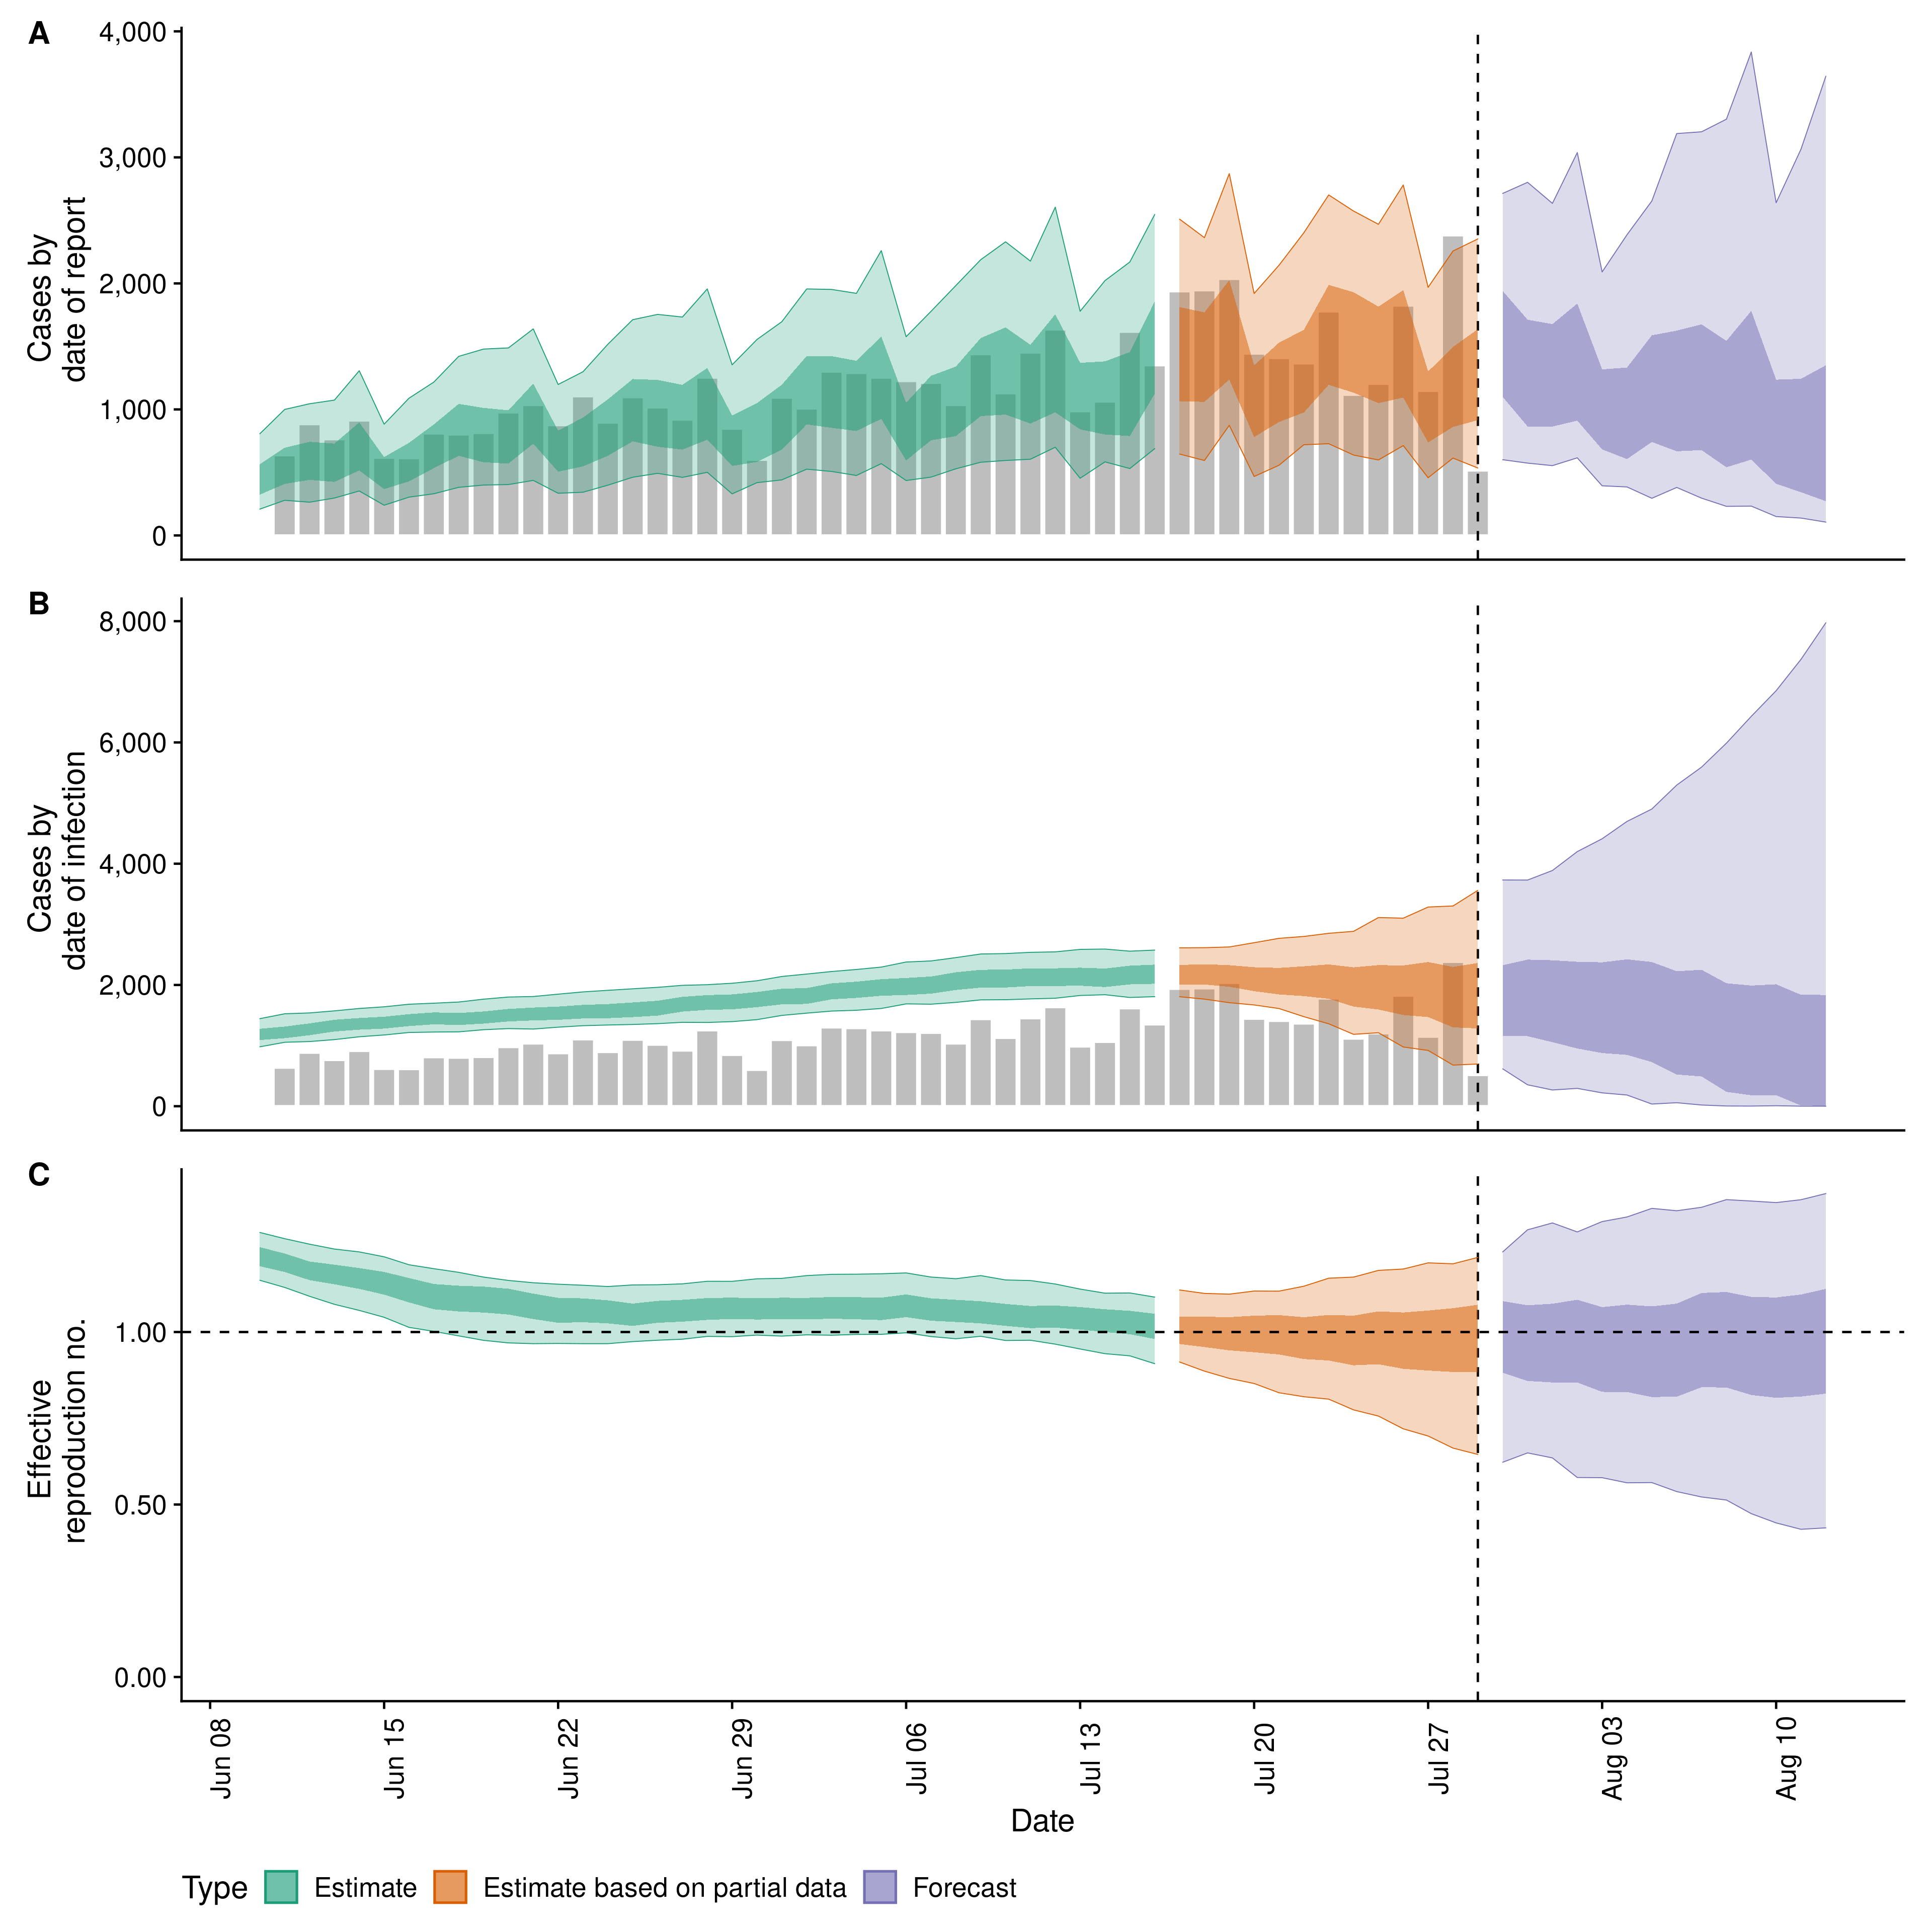 A
4,000
3,000
2,000
1,000
0
Cases by
date of report
B
8,000
6,000
4,000
2,000
0
Cases by
date of infection
C
1.00
0.50
0.00
Effective
reproduction no.
Jun 08
Jun 15
Jun 22
Jun 29
Jul 06
Jul 13
Jul 20
Jul 27
Aug 03
Aug 10
Date
Type Estimate Estimate based on partial data Forecast